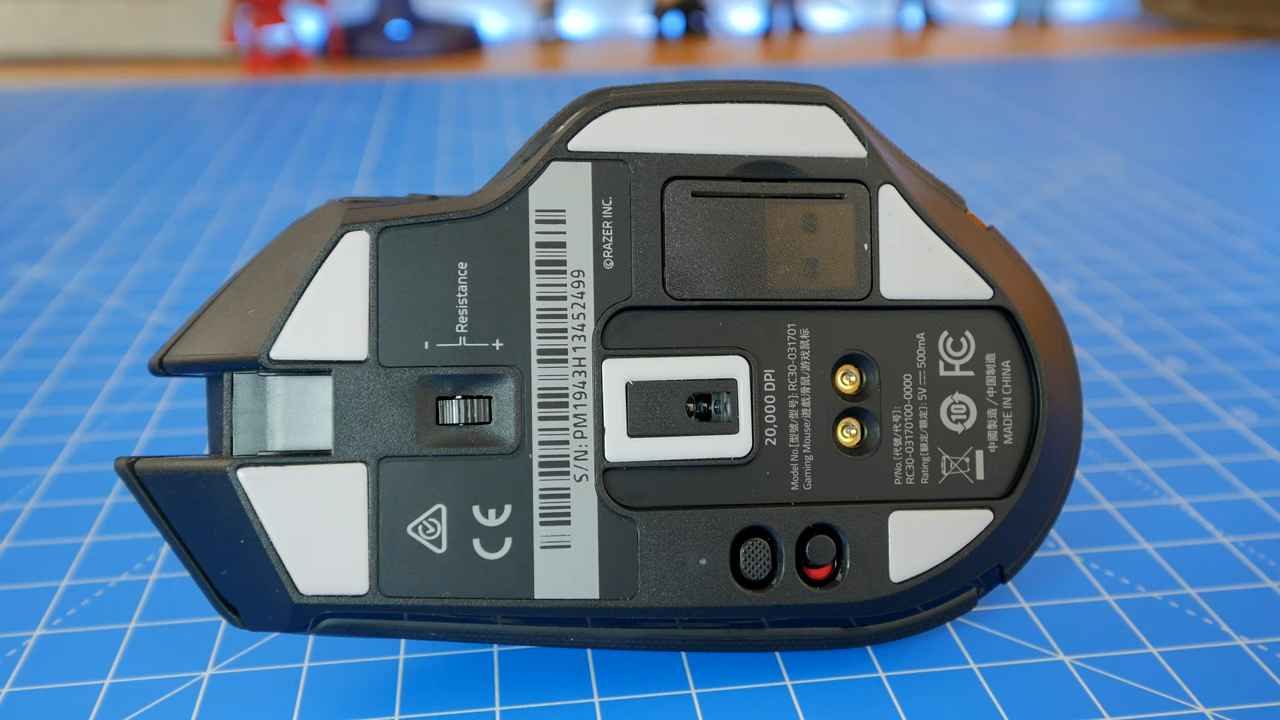 - Resistance +
S/N: PM1943H13452499
©RAZER INC.
20,000 DPI
Model No.[型號/型号]: RC30-031701
Gaming Mouse/遊戲滑鼠/游戏鼠标
P/No.[代號/代号]:
RC30-03170100-0000
Rating[額定/额定]: 5V⎓500mA
10
FC
中國製造/中国制造
MADE IN CHINA
CE